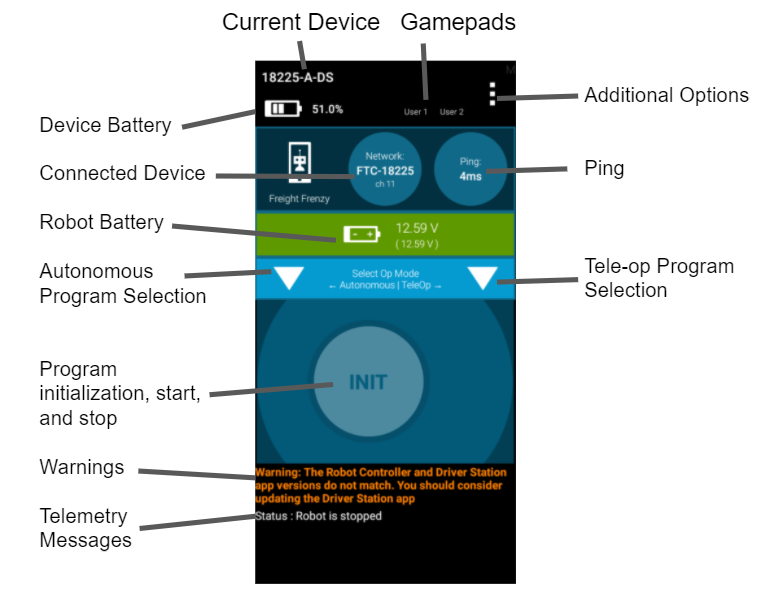 Current Device
Gamepads
18225-A-DS
51.0%
User 1
User 2
Additional Options
Device Battery
Connected Device
Network:
FTC-18225
ch 11
Ping:
4ms
Ping
Freight Frenzy
Robot Battery
12.59 V
( 12.59 V )
Autonomous
Program Selection
Select Op Mode
← Autonomous | TeleOp →
Tele-op Program
Selection
Program
initialization, start,
and stop
INIT
Warnings
Warning: The Robot Controller and Driver Station
app versions do not match. You should consider
updating the Driver Station app
Telemetry
Messages
Status : Robot is stopped